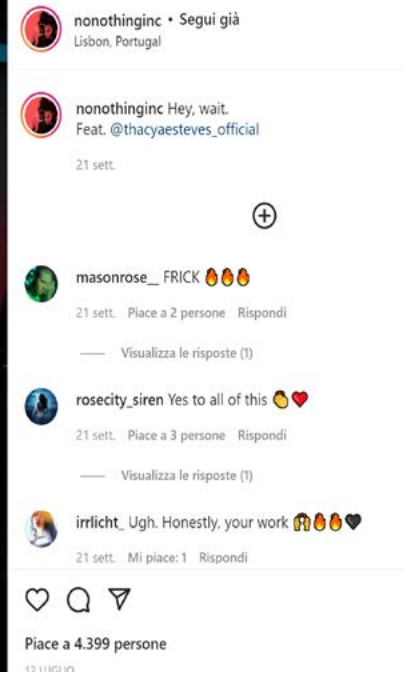 nonothinginc • Segui già
Lisbon, Portugal
nonothinginc Hey, wait.
Feat. @thacyaesteves_official
21 sett.
masonrose__ FRICK 🔥🔥🔥
21 sett. Piace a 2 persone Rispondi
Visualizza le risposte (1)
rosecity_siren Yes to all of this 👏❤️
21 sett. Piace a 3 persone Rispondi
Visualizza le risposte (1)
irrlicht_ Ugh. Honestly, your work 🙌🔥🔥🖤
21 sett. Mi piace: 1 Rispondi
Piace a 4.399 persone
12 LUGLIO